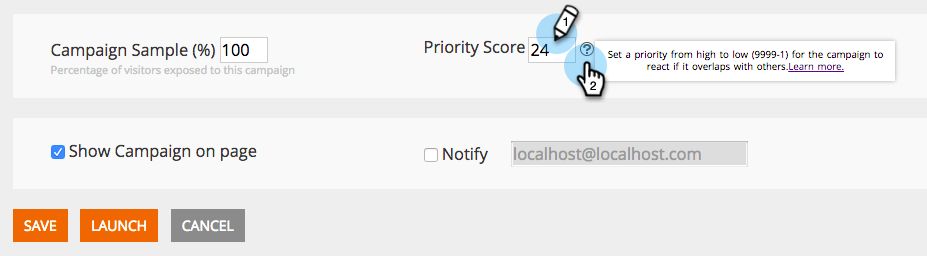 Campaign Sample (%) 100
Percentage of visitors exposed to this campaign
Priority Score 24
1
?
2
Set a priority from high to low (9999-1) for the campaign to
react if it overlaps with others.Learn more.
Show Campaign on page
Notify
localhost@localhost.com
SAVE
LAUNCH
CANCEL